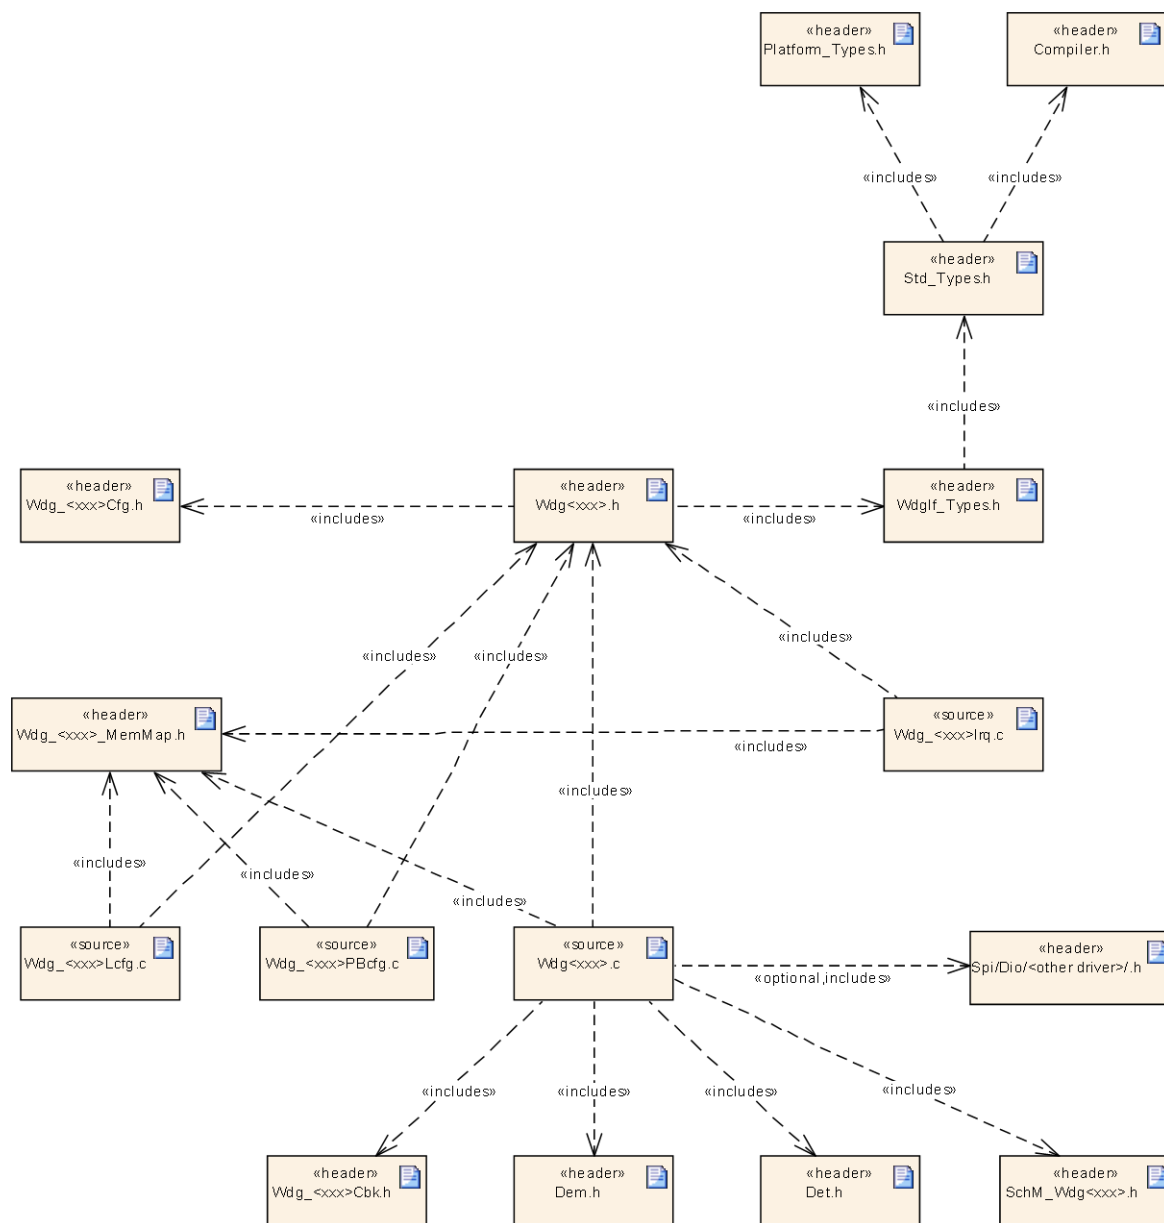 «header»
Platform_Types.h
«header»
Compiler.h
«includes»
«includes»
«header»
Std_Types.h
«includes»
«header»
Wdg_<xxx>Cfg.h
«includes»
«header»
Wdg<xxx>.h
«includes»
«header»
WdgIf_Types.h
«includes»
«includes»
«includes»
«header»
Wdg_<xxx>_MemMap.h
«includes»
«source»
Wdg_<xxx>Irq.c
«includes»
«includes»
«includes»
«includes»
«source»
Wdg_<xxx>Lcfg.c
«source»
Wdg_<xxx>PBcfg.c
«source»
Wdg<xxx>.c
«optional,includes»
«header»
Spi/Dio/<other driver>/.h
«includes»
«includes»
«includes»
«includes»
«header»
Wdg_<xxx>Cbk.h
«header»
Dem.h
«header»
Det.h
«header»
SchM_Wdg<xxx>.h